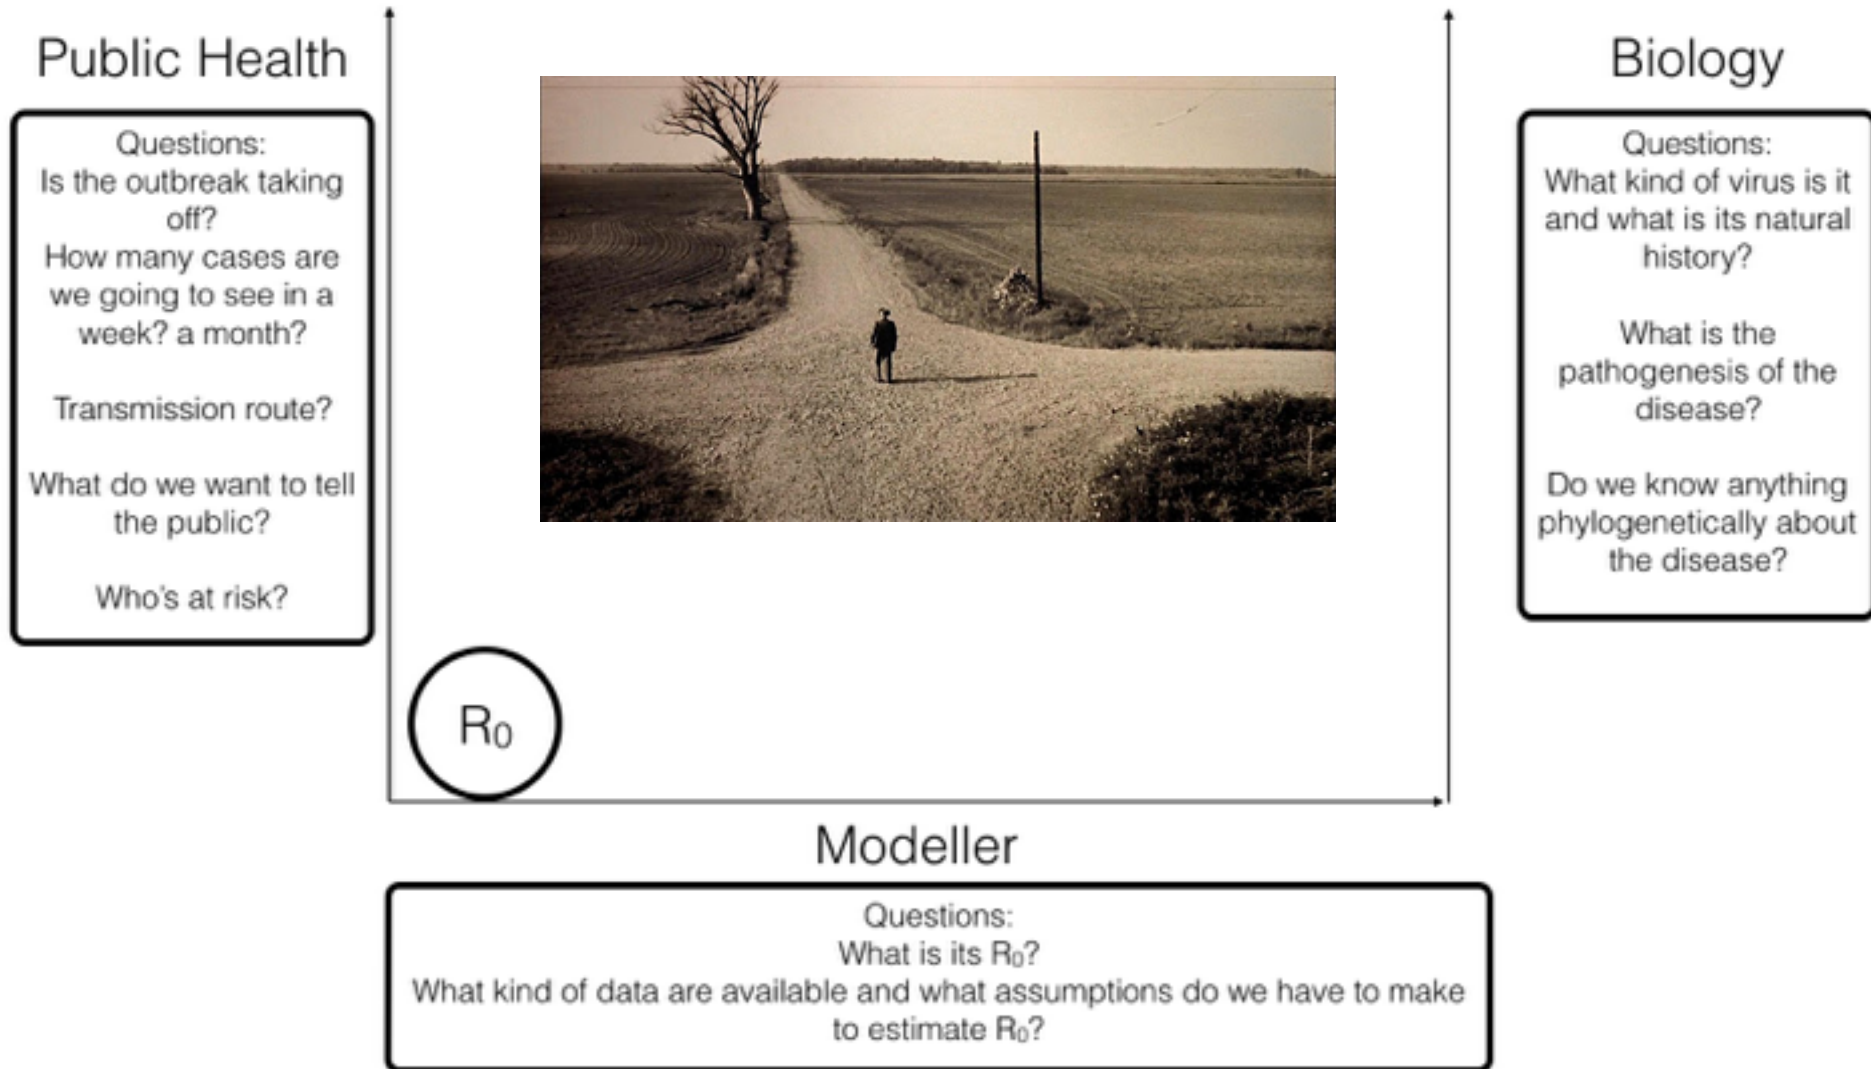 Public Health
Questions:
Is the outbreak taking
off?
How many cases are
we going to see in a
week? a month?
Transmission route?
What do we want to tell
the public?
Who's at risk?
Biology
Questions:
What kind of virus is it
and what is its natural
history?
What is the
pathogenesis of the
disease?
Do we know anything
phylogenetically about
the disease?
R₀
Modeller
Questions:
What is its R₀?
What kind of data are available and what assumptions do we have to make
to estimate R₀?